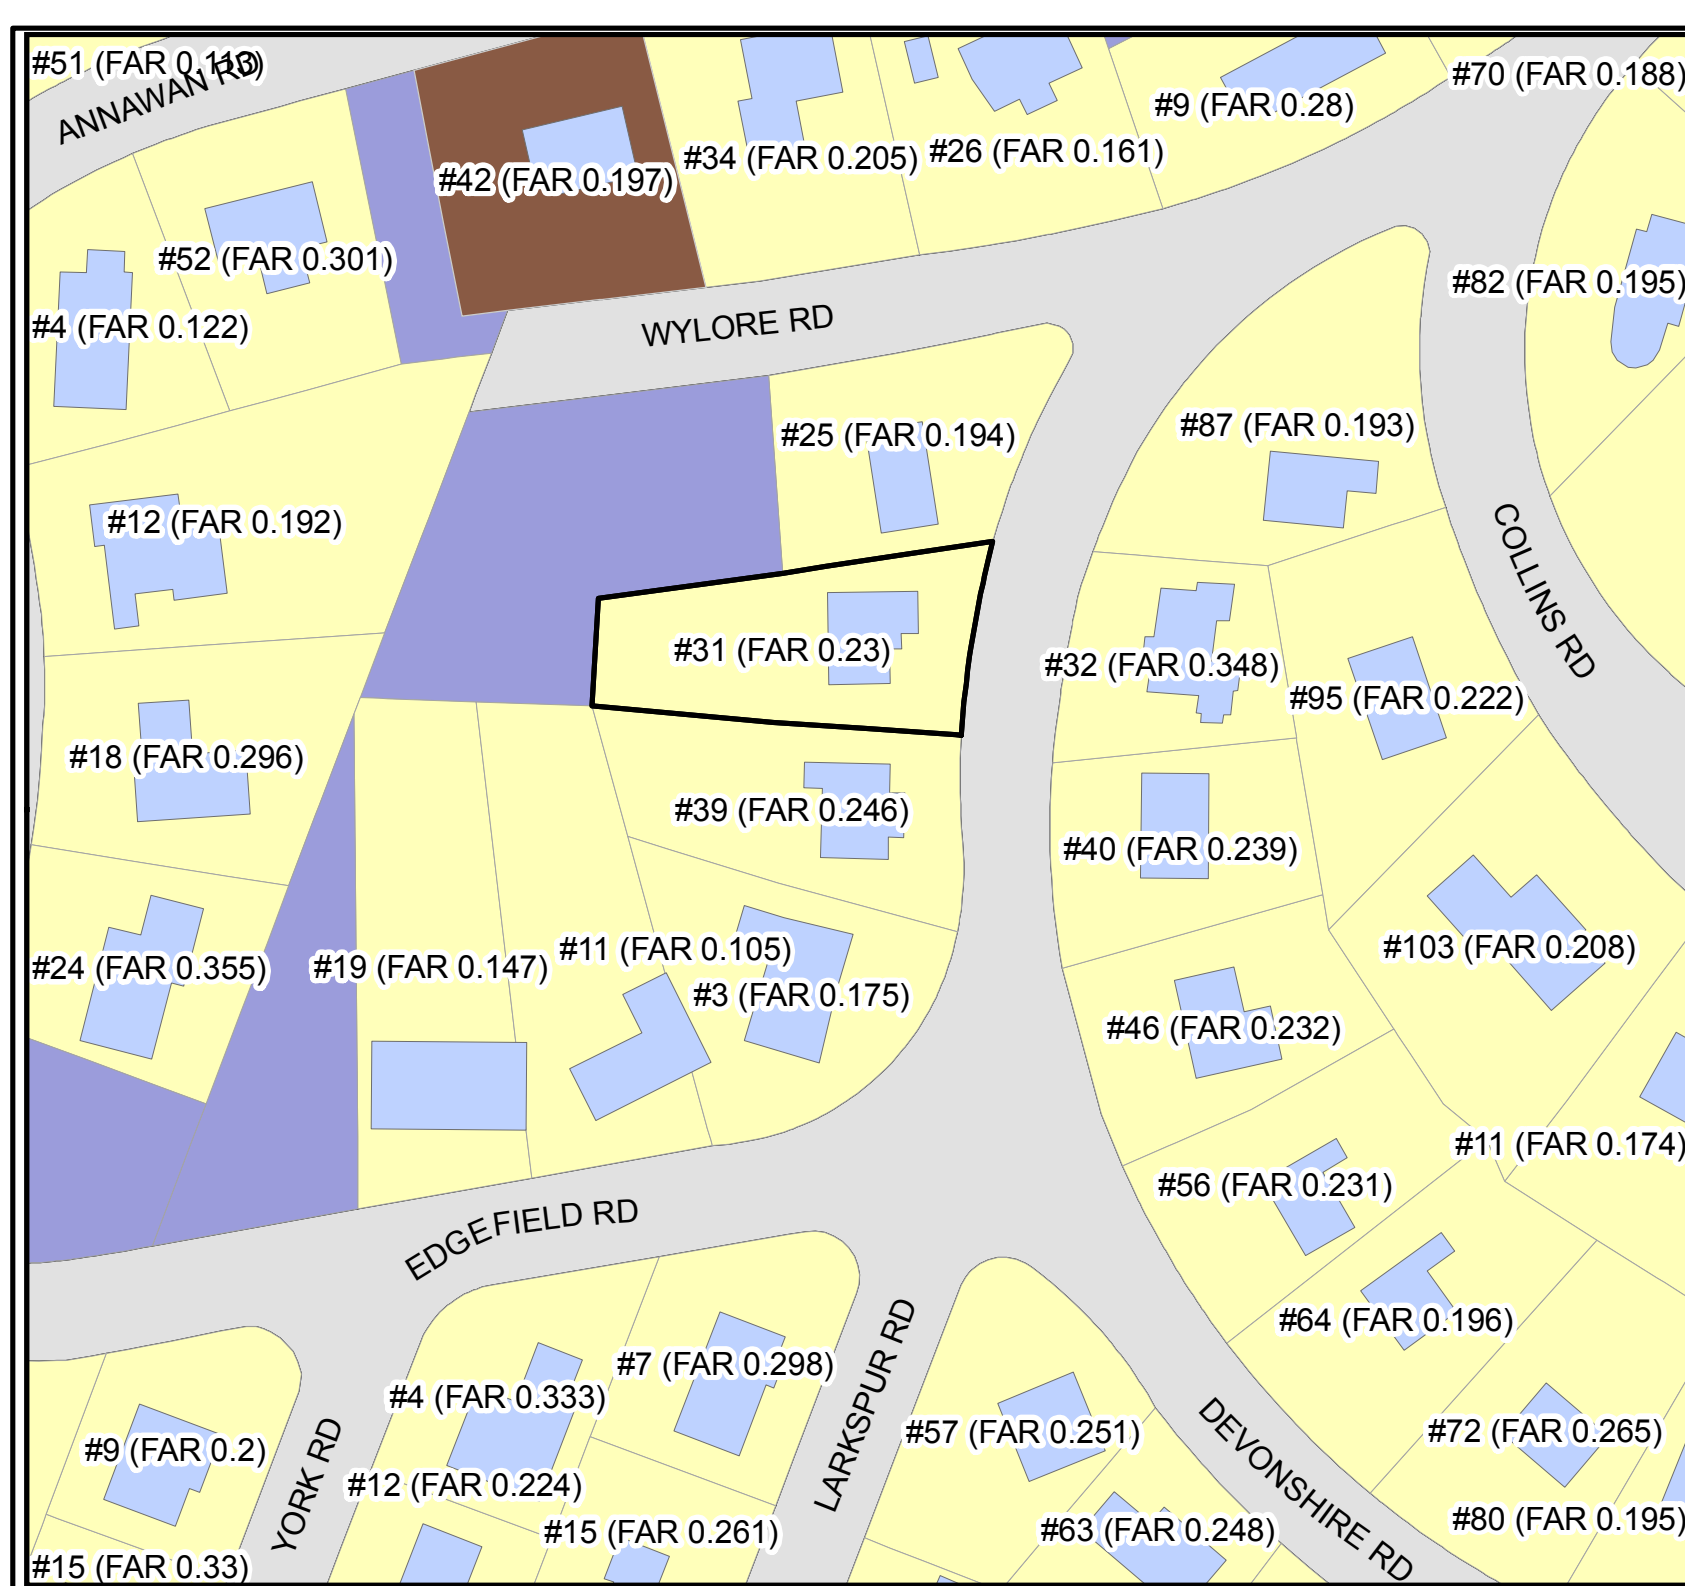 #51 (FAR 0.113)
ANNAWAN RD
#70 (FAR 0.188)
#9 (FAR 0.28)
#34 (FAR 0.205)
#26 (FAR 0.161)
#42 (FAR 0.197)
#52 (FAR 0.301)
#82 (FAR 0.195)
#4 (FAR 0.122)
WYLORE RD
#87 (FAR 0.193)
#25 (FAR 0.194)
#12 (FAR 0.192)
COLLINS RD
#31 (FAR 0.23)
#32 (FAR 0.348)
#95 (FAR 0.222)
#18 (FAR 0.296)
#39 (FAR 0.246)
#40 (FAR 0.239)
#11 (FAR 0.105)
#103 (FAR 0.208)
#24 (FAR 0.355)
#19 (FAR 0.147)
#3 (FAR 0.175)
#46 (FAR 0.232)
#11 (FAR 0.174)
#56 (FAR 0.231)
EDGEFIELD RD
#64 (FAR 0.196)
#7 (FAR 0.298)
LARKSPUR RD
#4 (FAR 0.333)
#57 (FAR 0.251)
#72 (FAR 0.265)
#9 (FAR 0.2)
YORK RD
#12 (FAR 0.224)
DEVONSHIRE RD
#80 (FAR 0.195)
#15 (FAR 0.261)
#63 (FAR 0.248)
#15 (FAR 0.33)